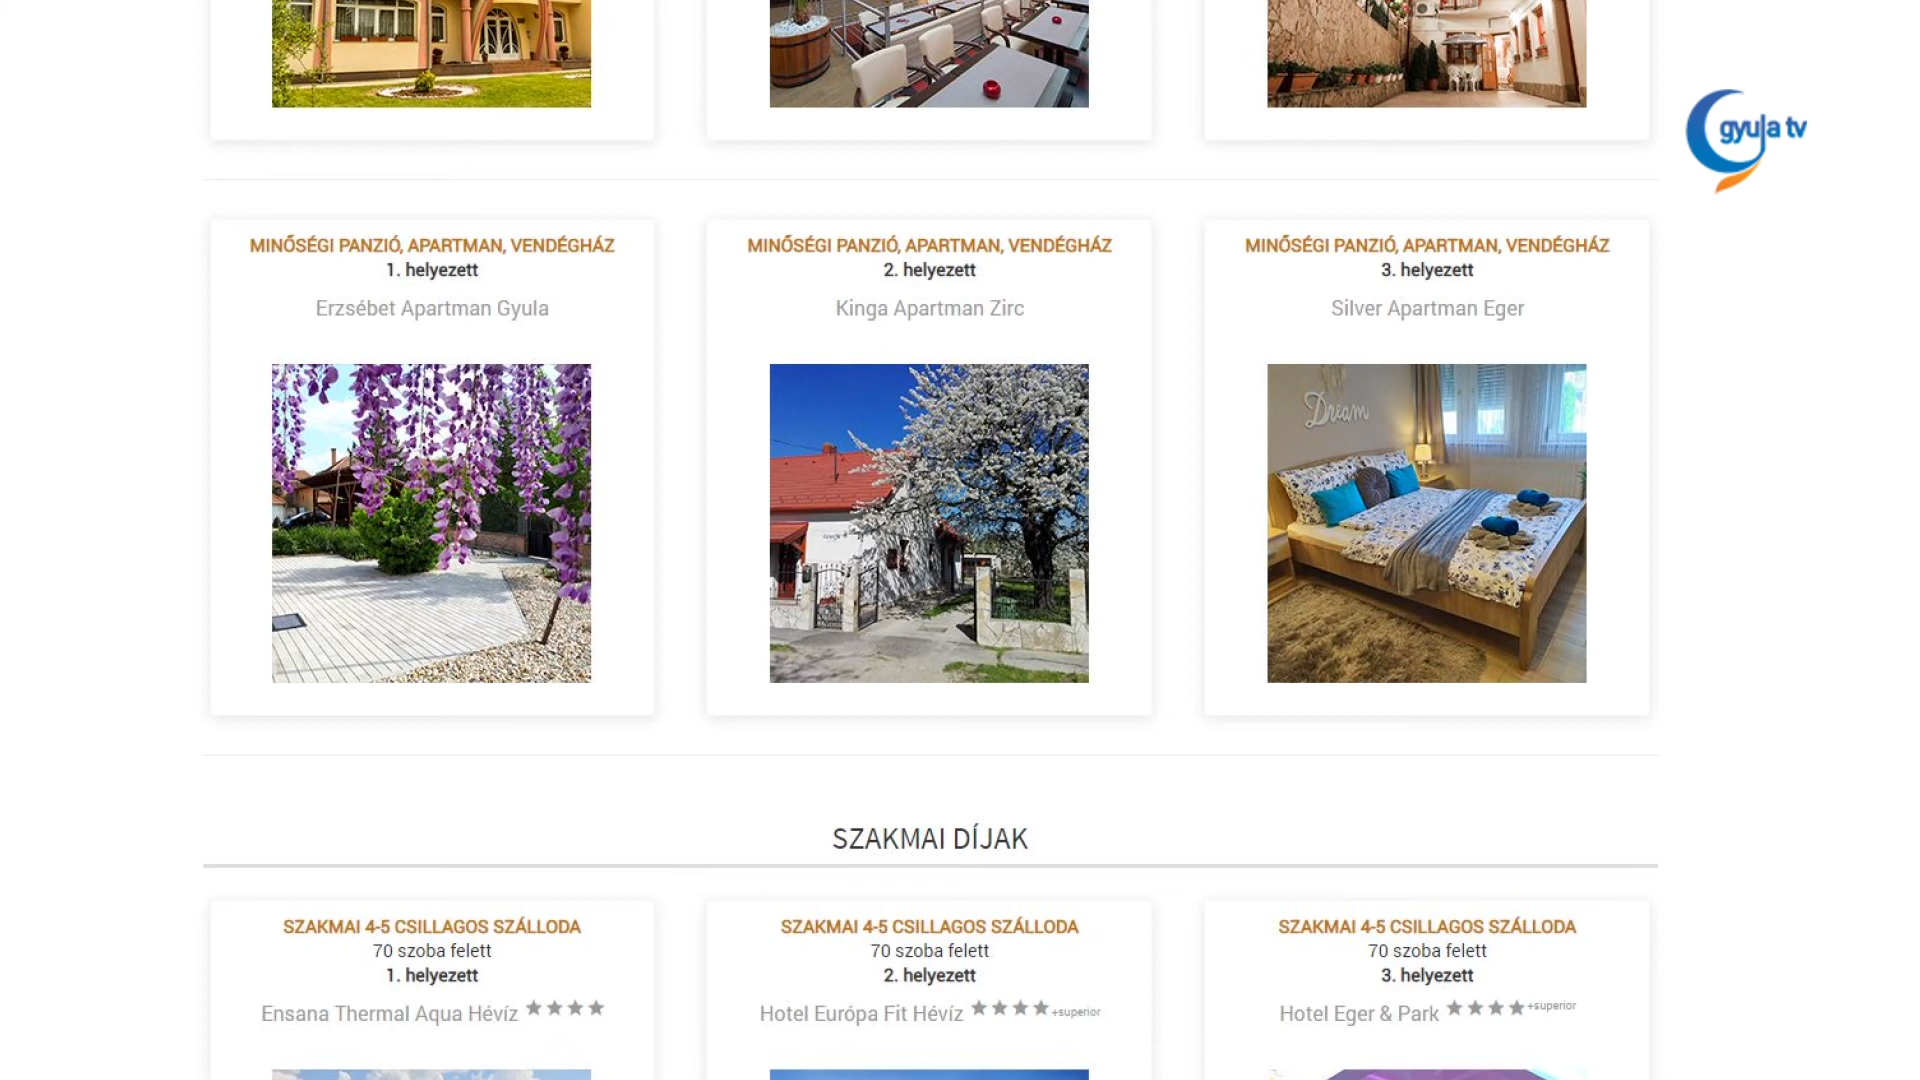 gyula tv
MINŐSÉGI PANZIÓ, APARTMAN, VENDÉGHÁZ
1. helyezett
Erzsébet Apartman Gyula
MINŐSÉGI PANZIÓ, APARTMAN, VENDÉGHÁZ
2. helyezett
Kinga Apartman Zirc
MINŐSÉGI PANZIÓ, APARTMAN, VENDÉGHÁZ
3. helyezett
Silver Apartman Eger
Dream
SZAKMAI DÍJAK
SZAKMAI 4-5 CSILLAGOS SZÁLLODA
70 szoba felett
1. helyezett
Ensana Thermal Aqua Hévíz ★★★★
SZAKMAI 4-5 CSILLAGOS SZÁLLODA
70 szoba felett
2. helyezett
Hotel Európa Fit Hévíz ★★★★+superior
SZAKMAI 4-5 CSILLAGOS SZÁLLODA
70 szoba felett
3. helyezett
Hotel Eger & Park ★★★★+superior